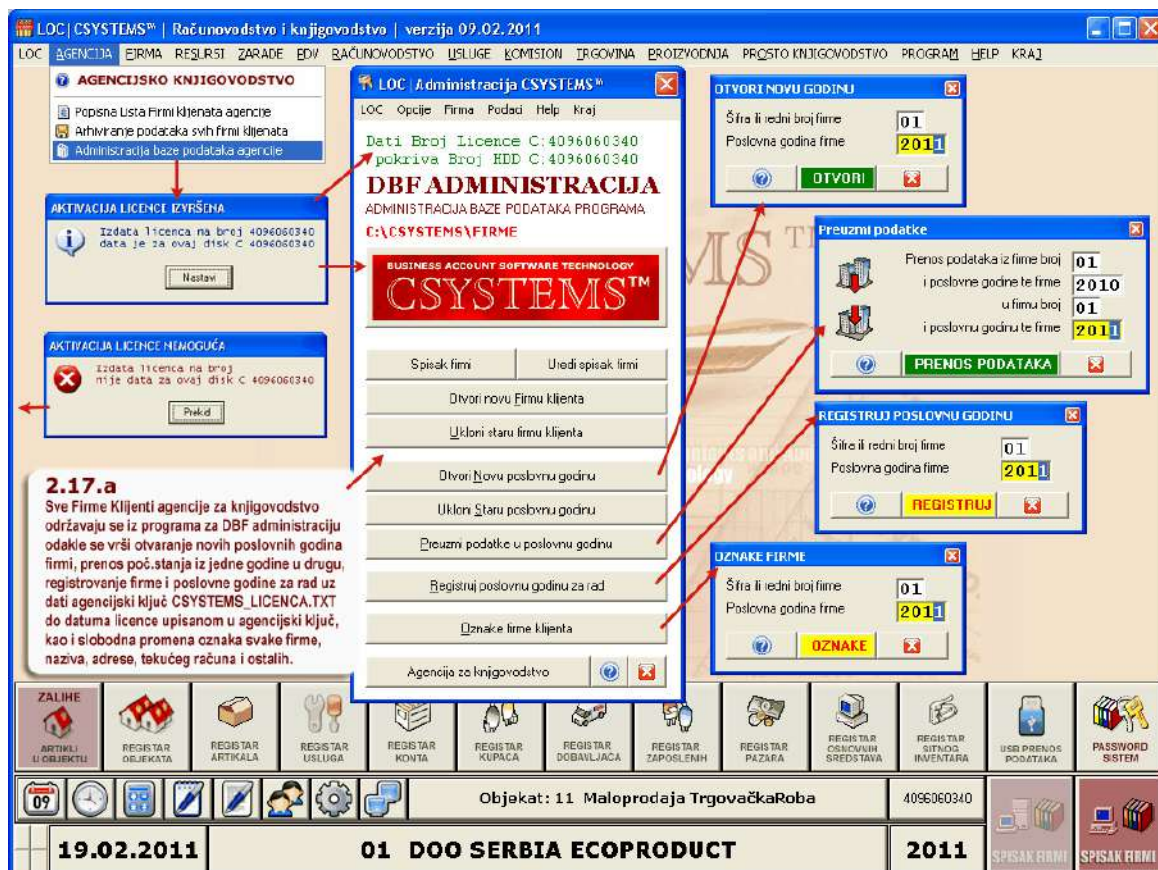 LOC|CSYSTEMS™ | Računovodstvo i knjigovodstvo | verzija 09.02.2011
LOC AGENCIJA FIRMA RESURSI ZARADE PDV RAČUNOVODSTVO USLUGE KOMISION TRGOVINA PROIZVODNJA PROSTO KNJIGOVODSTVO PROGRAM HELP KRAJ
AGENCIJSKO KNJIGOVODSTVO
Popisna Lista Firmi klijenata agencije
Arhiviranje podataka svih firmi klijenata
Administracija baze podataka agencije
AKTIVACIJA LICENCE IZVRŠENA
Izdata licenca na broj 4096060340
data je za ovaj disk C 4096060340
Nastavi
AKTIVACIJA LICENCE NEMOGUĆA
Izdata licenca na broj
nije data za ovaj disk C 4096060340
Prekid
2.17.a
Sve Firme Klijenti agencije za knjigovodstvo
održavaju se iz programa za DBF administraciju
odakle se vrši otvaranje novih poslovnih godina
firmi, prenos poč.stanja iz jedne godine u drugu,
registrovanje firme i poslovne godine za rad uz
dati agencijski ključ CSYSTEMS_LICENCA.TXT
do datuma licence upisanom u agencijski ključ,
kao i slobodna promena oznaka svake firme,
naziva, adrese, tekućeg računa i ostalih.
LOC|Administracija CSYSTEMS™
LOC Opcije Firma Podaci Help Kraj
Dati Broj Licence C:4096060340
pokriva Broj HDD C:4096060340
DBF ADMINISTRACIJA
ADMINISTRACIJA BAZE PODATAKA PROGRAMA
C:\CSYSTEMS\FIRME
BUSINESS ACCOUNT SOFTWARE TECHNOLOGY
CSYSTEMS™
Spisak firmi Uredi spisak firmi
Otvori novu Firmu klijenta
Ukloni staru firmu klijenta
Otvori Novu poslovnu godinu
Ukloni Staru poslovnu godinu
Preuzmi podatke u poslovnu godinu
Registruj poslovnu godinu za rad
Oznake firme klijenta
Agencija za knjigovodstvo
OTVORI NOVU GODINU
Šifra ili redni broj firme 01
Poslovna godina firme 2011
OTVORI
Preuzmi podatke
Prenos podataka iz firme broj 01
i poslovne godine te firme 2010
u firmu broj 01
i poslovnu godinu te firme 2011
PRENOS PODATAKA
REGISTRUJ POSLOVNU GODINU
Šifra ili redni broj firme 01
Poslovna godina firme 2011
REGISTRUJ
OZNAKE FIRME
Šifra ili redni broj firme 01
Poslovna godina firme 2011
OZNAKE
ZALIHE
ARTIKLI
U OBJEKTU
REGISTAR
OBJEKATA
REGISTAR
ARTIKALA
REGISTAR
USLUGA
REGISTAR
KONTA
REGISTAR
KUPACA
REGISTAR
DOBAVLJAČA
REGISTAR
ZAPOSLENIH
REGISTAR
PAZARA
REGISTAR
OSNOVNIH
SREDSTAVA
REGISTAR
SITNOG
INVENTARA
USB PRENOS
PODATAKA
PASSWORD
SISTEM
09
Objekat: 11 Maloprodaja TrgovačkaRoba
4096060340
SPISAK FIRMI
SPISAK FIRMI
19.02.2011
01 DOO SERBIA ECOPRODUCT
2011